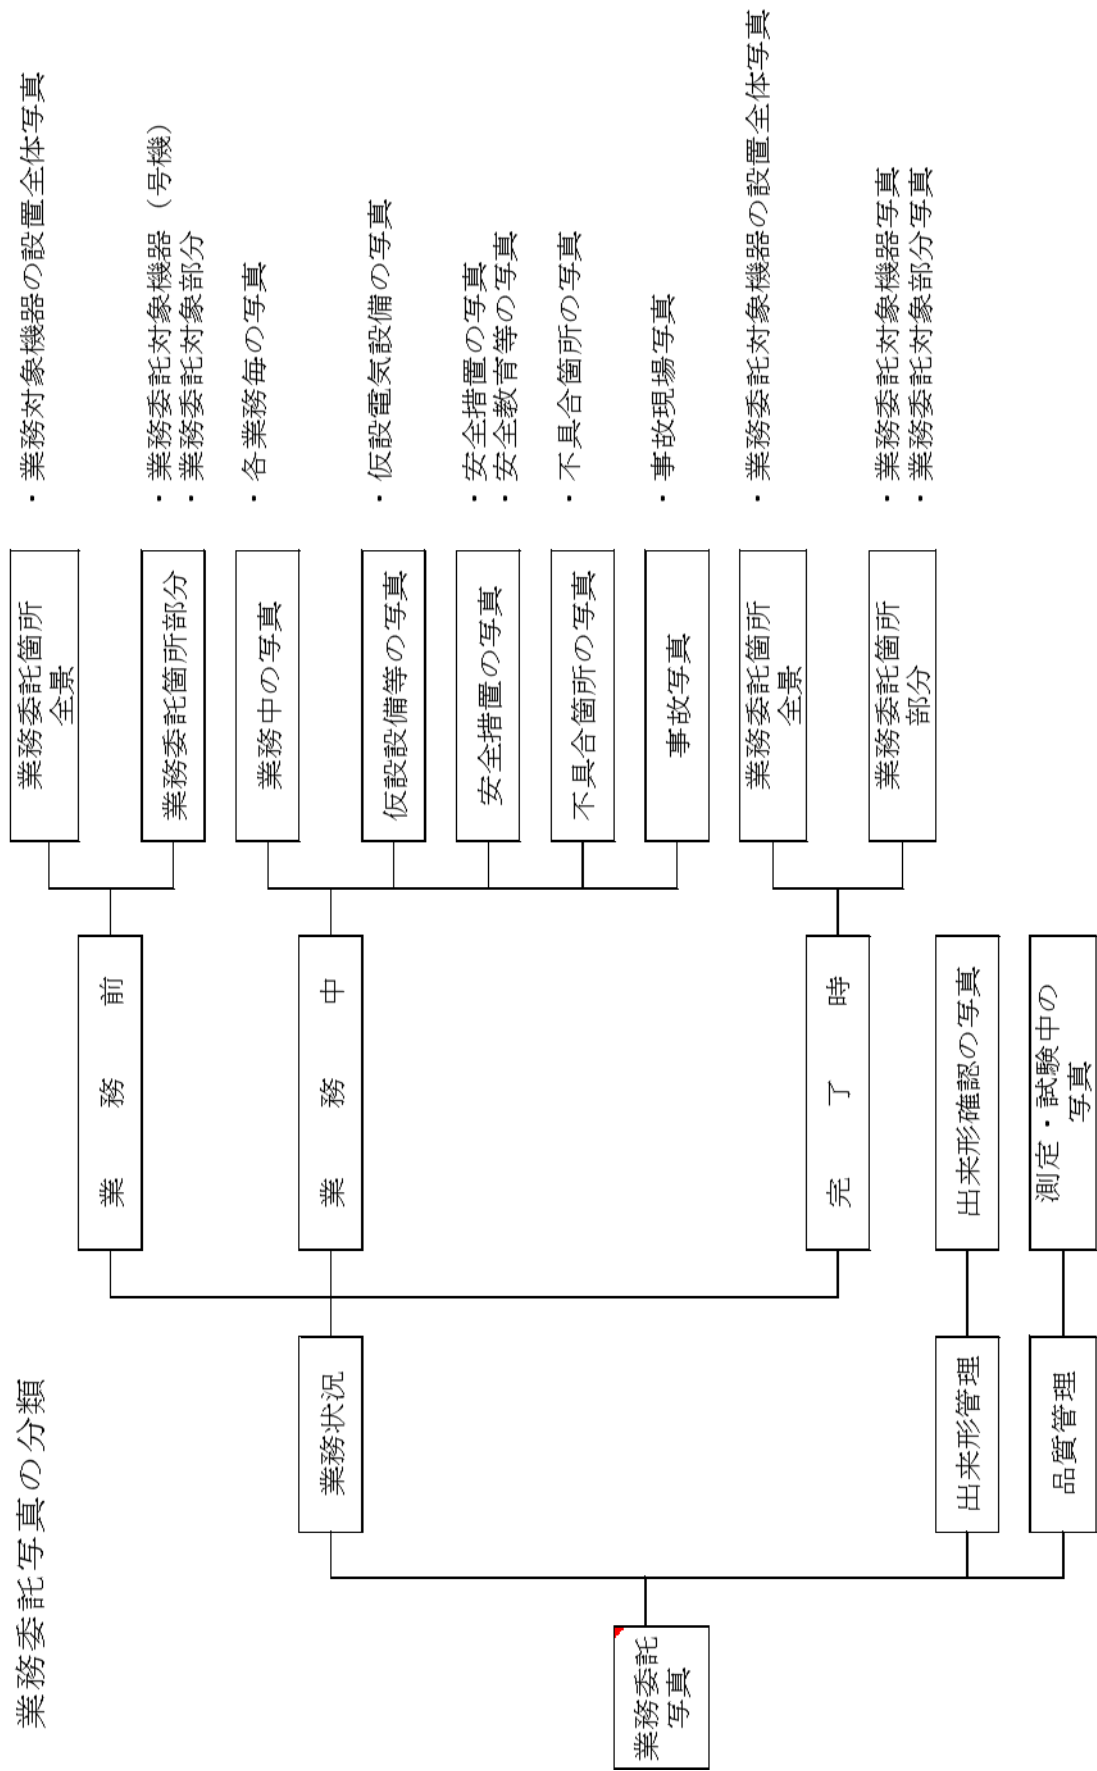 業務委託写真の分類
業務委託
写真
業務状況
業務前
業務委託箇所
全景
・業務対象機器の設置全体写真
業務委託箇所部分
・業務委託対象機器（号機）
・業務委託対象部分
業務中
業務中の写真
・各業務毎の写真
仮設設備等の写真
・仮設電気設備の写真
安全措置の写真
・安全措置の写真
・安全教育等の写真
不具合箇所の写真
・不具合箇所の写真
事故写真
・事故現場写真
完了時
業務委託箇所
全景
・業務委託対象機器の設置全体写真
業務委託箇所
部分
・業務委託対象機器写真
・業務委託対象部分写真
出来形管理
出来形確認の写真
品質管理
測定・試験中の
写真